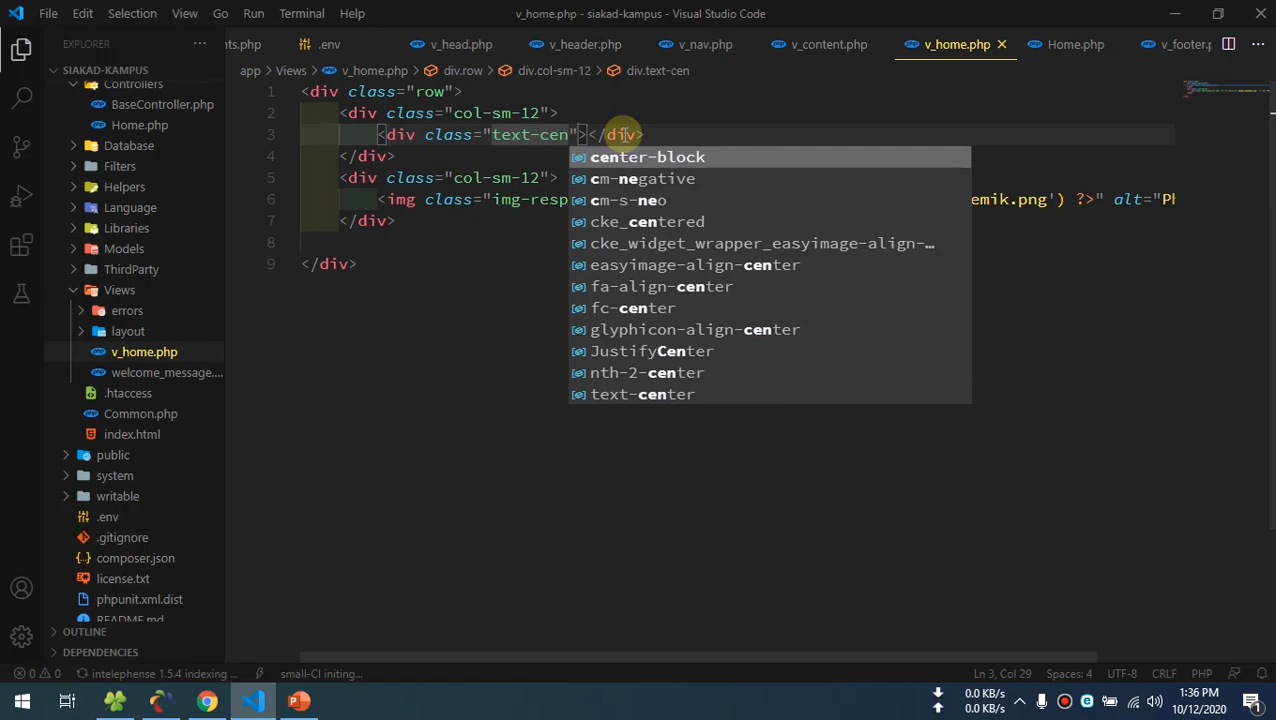 File Edit Selection View Go Run Terminal Help
v_home.php - siakad-kampus - Visual Studio Code
EXPLORER
nts.php .env v_head.php v_header.php v_nav.php v_content.php v_home.php Home.php v_footer.p
SIAKAD-KAMPUS
app > Views > v_home.php > div.row > div.col-sm-12 > div.text-cen
Controllers
BaseController.php
Home.php
Database
Filters
Helpers
Language
Libraries
Models
ThirdParty
Views
errors
layout
v_home.php
welcome_message....
.htaccess
Common.php
index.html
public
system
writable
.env
.gitignore
composer.json
license.txt
phpunit.xml.dist
README.md
OUTLINE
DEPENDENCIES
1 <div class="row">
2 <div class="col-sm-12">
3 <div class="text-cen"></div>
4 </div>
5 <div class="col-sm-12">
6 <img class="img-resp emik.png') ?>" alt="Ph
7 </div>
8
9 </div>
center-block
cm-negative
cm-s-neo
cke_centered
cke_widget_wrapper_easyimage-align-…
easyimage-align-center
fa-align-center
fc-center
glyphicon-align-center
JustifyCenter
nth-2-center
text-center
0 0 intelephense 1.5.4 indexing ... small-CI initing... Ln 3, Col 29 Spaces: 4 UTF-8 CRLF PHP
0.0 KB/s
0.0 KB/s
1:36 PM
10/12/2020
1